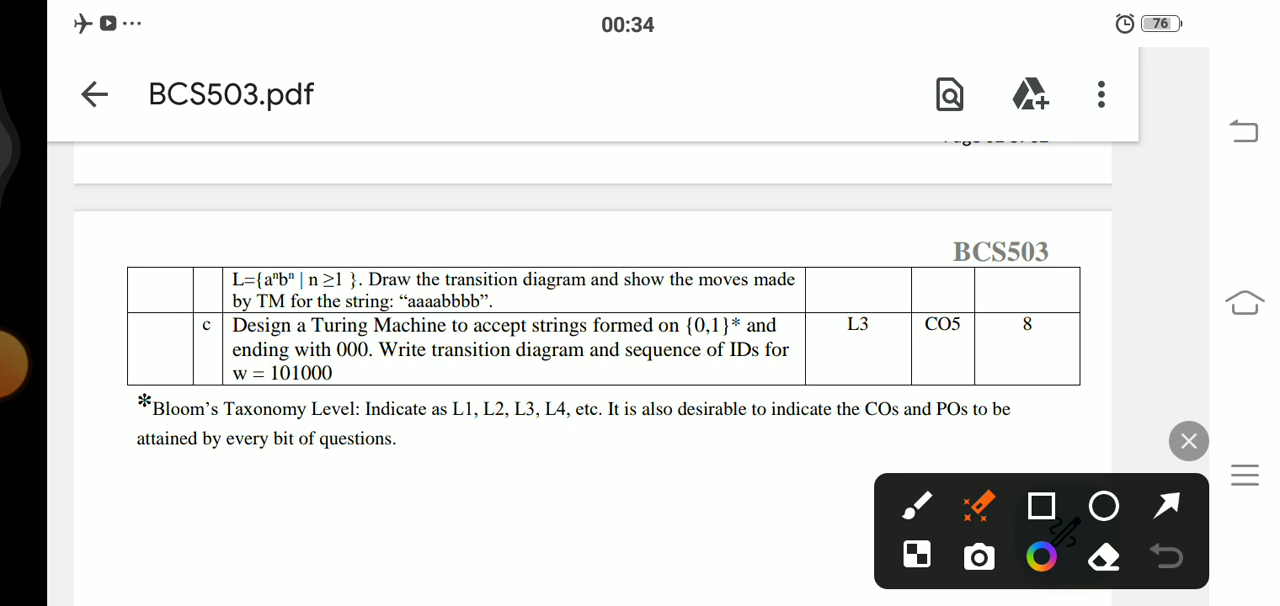 00:34
76
BCS503.pdf
BCS503
L={aⁿbⁿ | n ≥1 }. Draw the transition diagram and show the moves made
by TM for the string: “aaaabbbb”.
c Design a Turing Machine to accept strings formed on {0,1}* and L3 CO5 8
ending with 000. Write transition diagram and sequence of IDs for
w = 101000
*Bloom’s Taxonomy Level: Indicate as L1, L2, L3, L4, etc. It is also desirable to indicate the COs and POs to be
attained by every bit of questions.